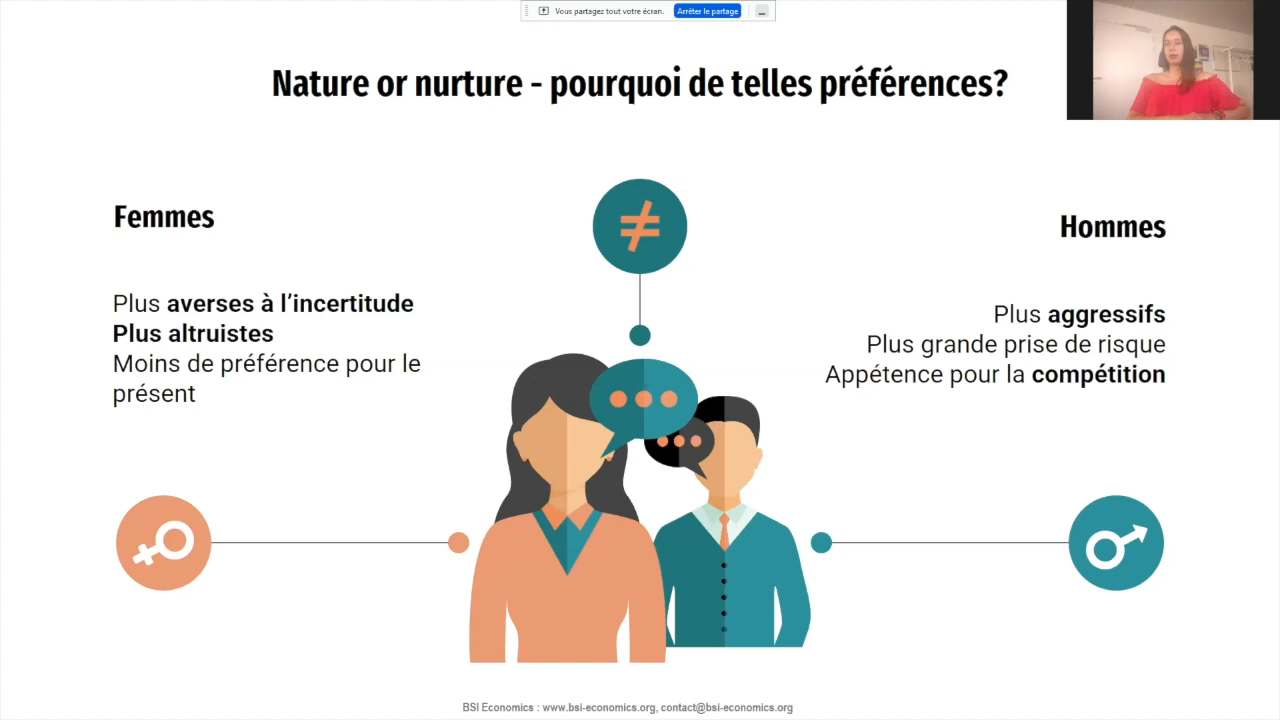 Vous partagez tout votre écran.
Arrêter le partage
Nature or nurture - pourquoi de telles préférences?
Femmes
Plus averses à l'incertitude
Plus altruistes
Moins de préférence pour le
présent
≠
Hommes
Plus aggressifs
Plus grande prise de risque
Appétence pour la compétition
BSI Economics : www.bsi-economics.org, contact@bsi-economics.org